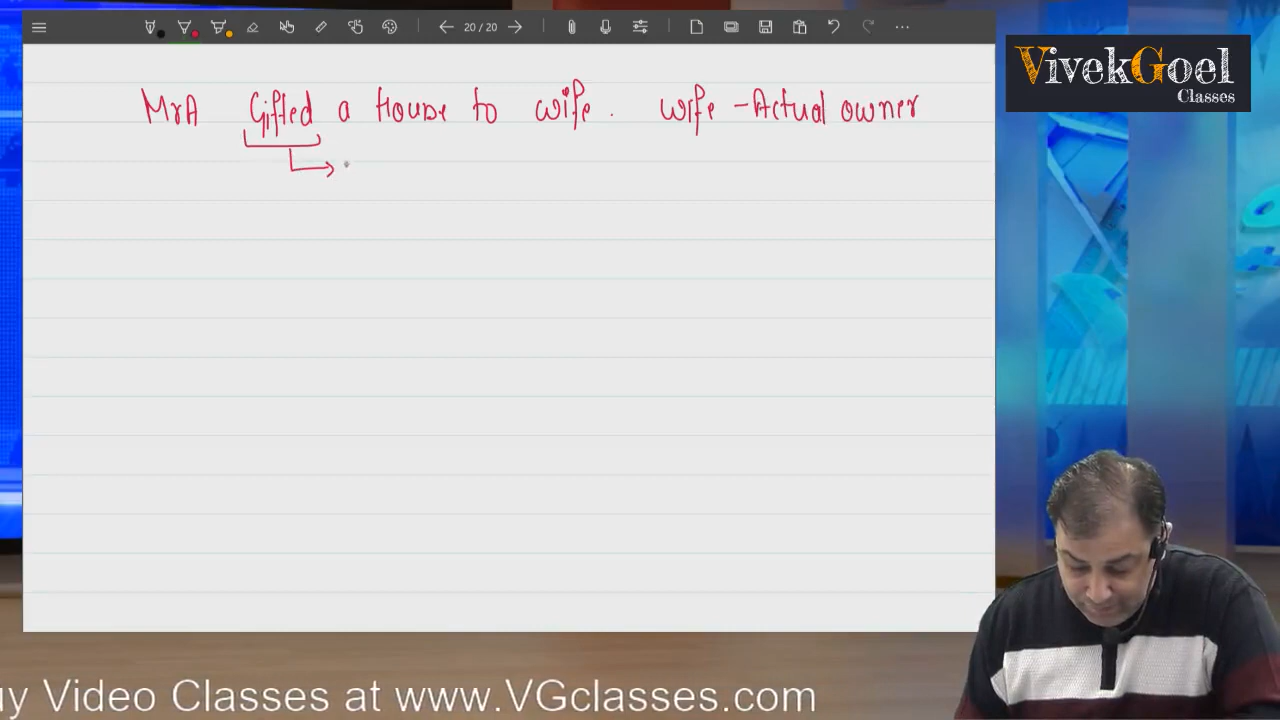 20 / 20
VivekGoel
Classes
MrA Gifted a House to wife. wife - Actual owner
uy Video Classes at www.VGclasses.com